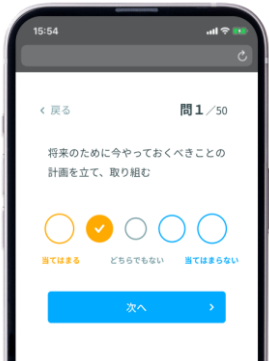 15:54
戻る
問1／50
将来のために今やっておくべきことの
計画を立て、取り組む
当てはまる どちらでもない 当てはまらない
次へ